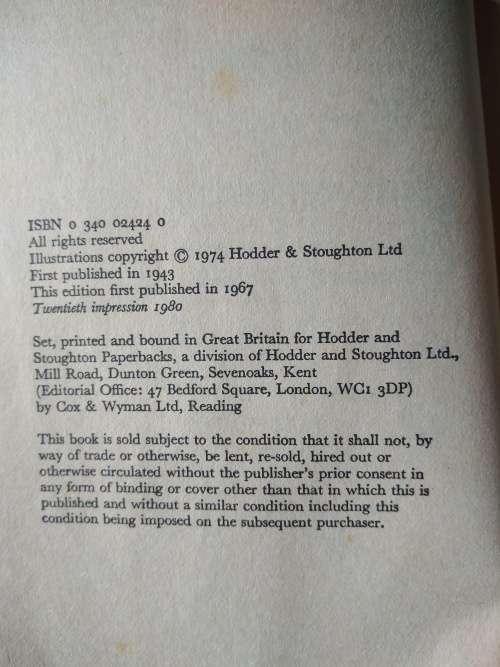 ISBN 0 340 02424 0
All rights reserved
Illustrations copyright © 1974 Hodder & Stoughton Ltd
First published in 1943
This edition first published in 1967
Twentieth impression 1980
Set, printed and bound in Great Britain for Hodder and
Stoughton Paperbacks, a division of Hodder and Stoughton Ltd.,
Mill Road, Dunton Green, Sevenoaks, Kent
(Editorial Office: 47 Bedford Square, London, WC1 3DP)
by Cox & Wyman Ltd, Reading
This book is sold subject to the condition that it shall not, by
way of trade or otherwise, be lent, re-sold, hired out or
otherwise circulated without the publisher's prior consent in
any form of binding or cover other than that in which this is
published and without a similar condition including this
condition being imposed on the subsequent purchaser.